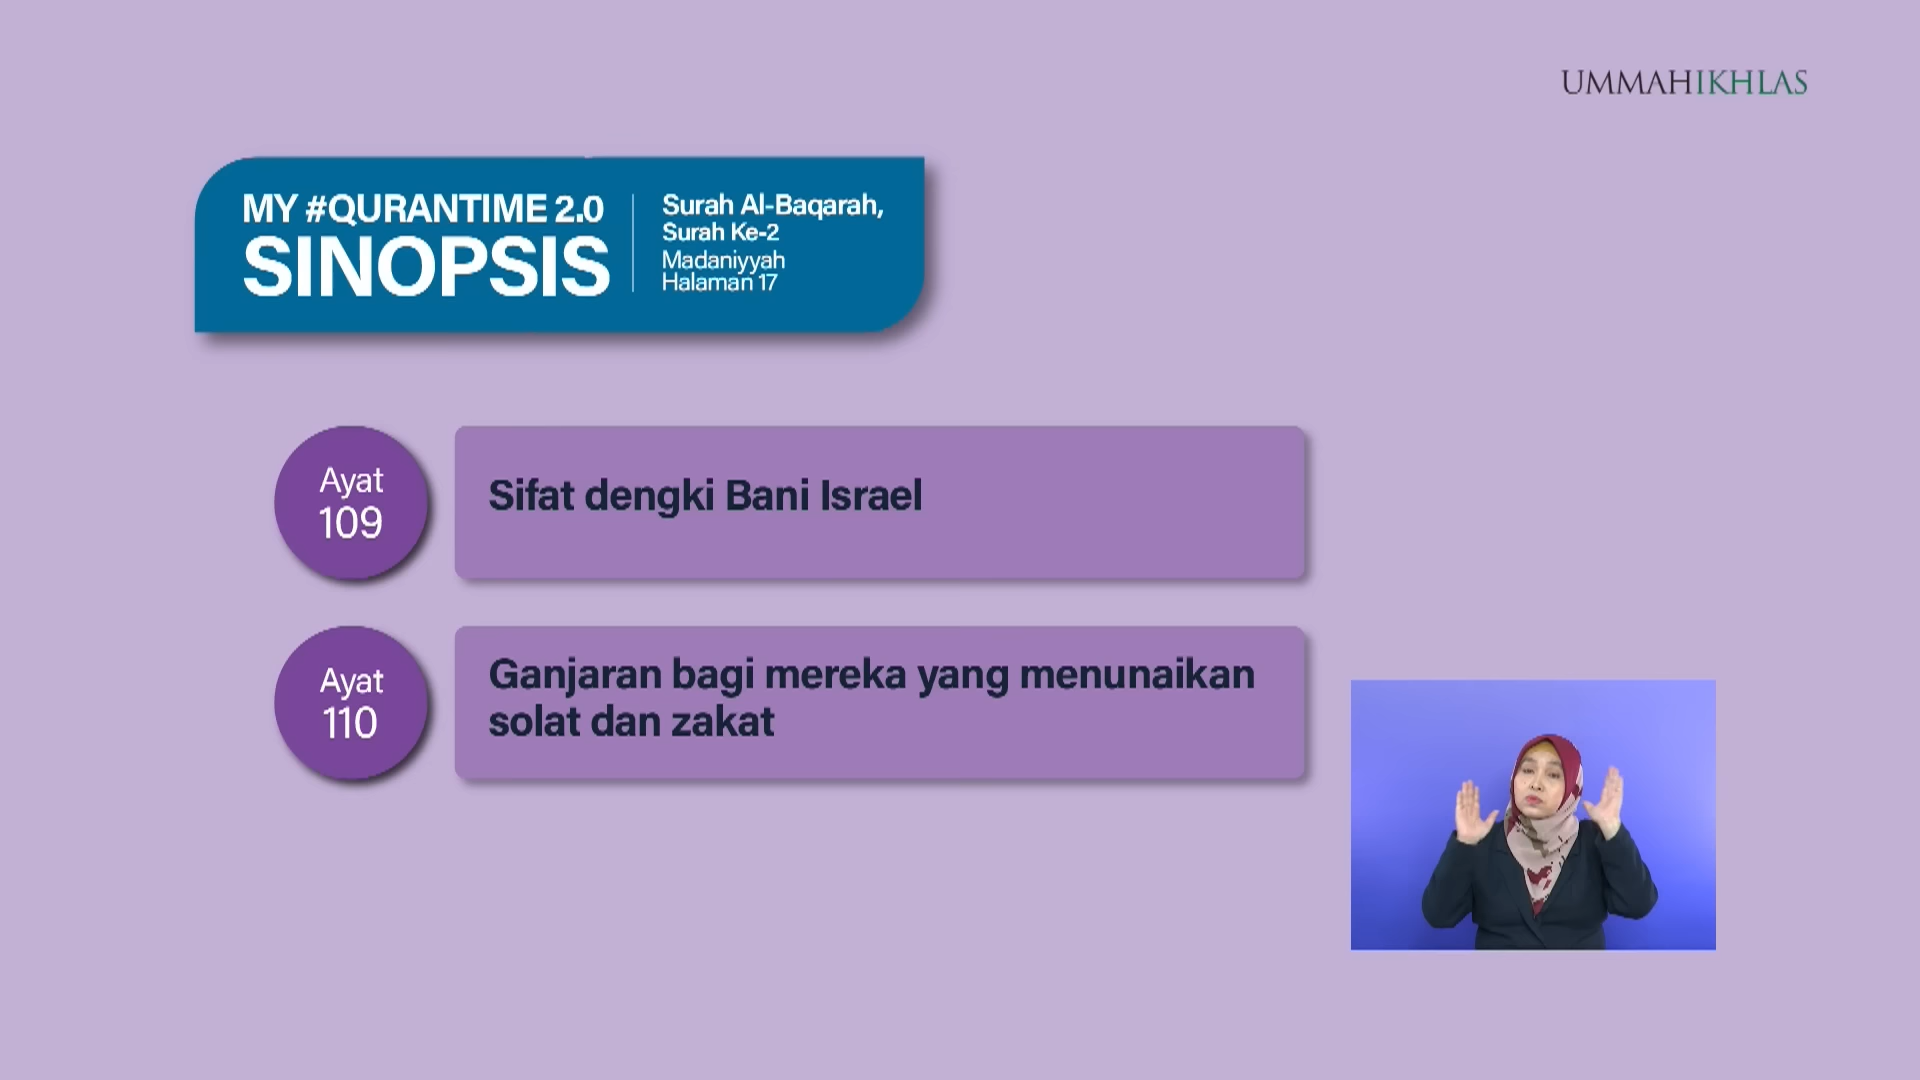 UMMAHIKHLAS
MY #QURANTIME 2.0
SINOPSIS
Surah Al-Baqarah,
Surah Ke-2
Madaniyyah
Halaman 17
Ayat
109
Sifat dengki Bani Israel
Ayat
110
Ganjaran bagi mereka yang menunaikan
solat dan zakat